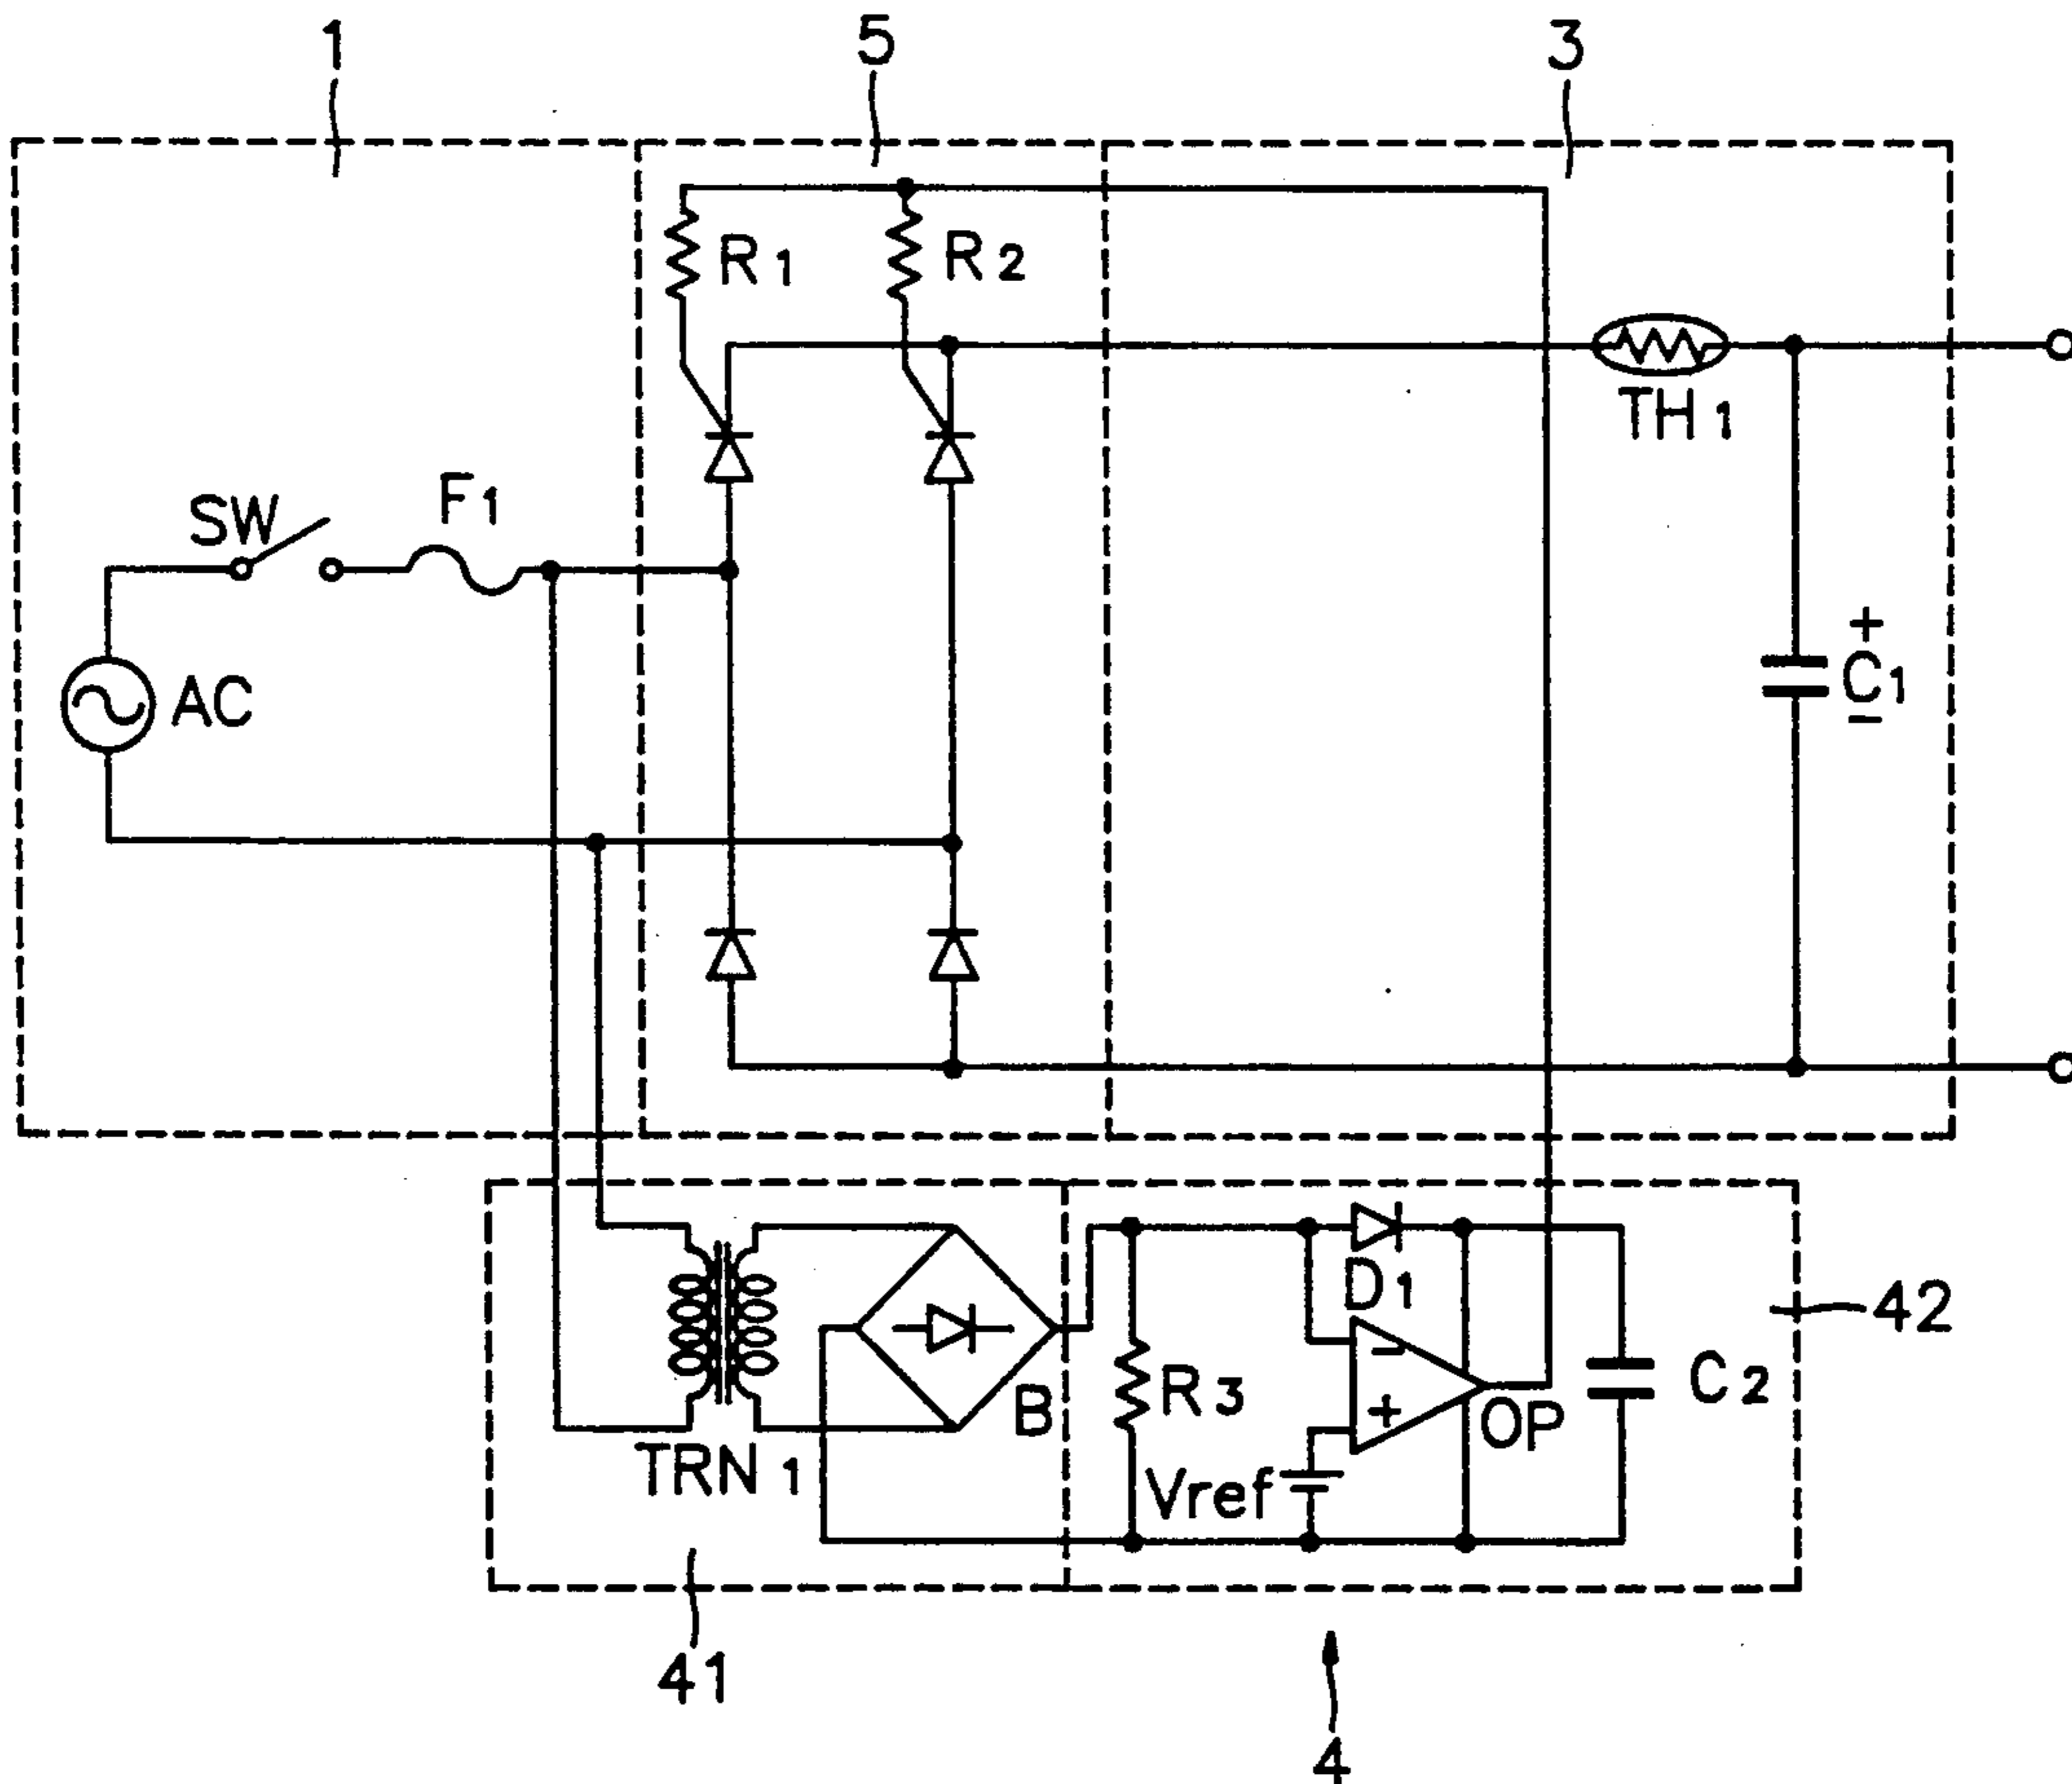 1
5
3
R1
R2
TH1
SW
F1
AC
+
C1
−
D1
42
−
+
OP
R3
C2
B
TRN1
Vref
41
4